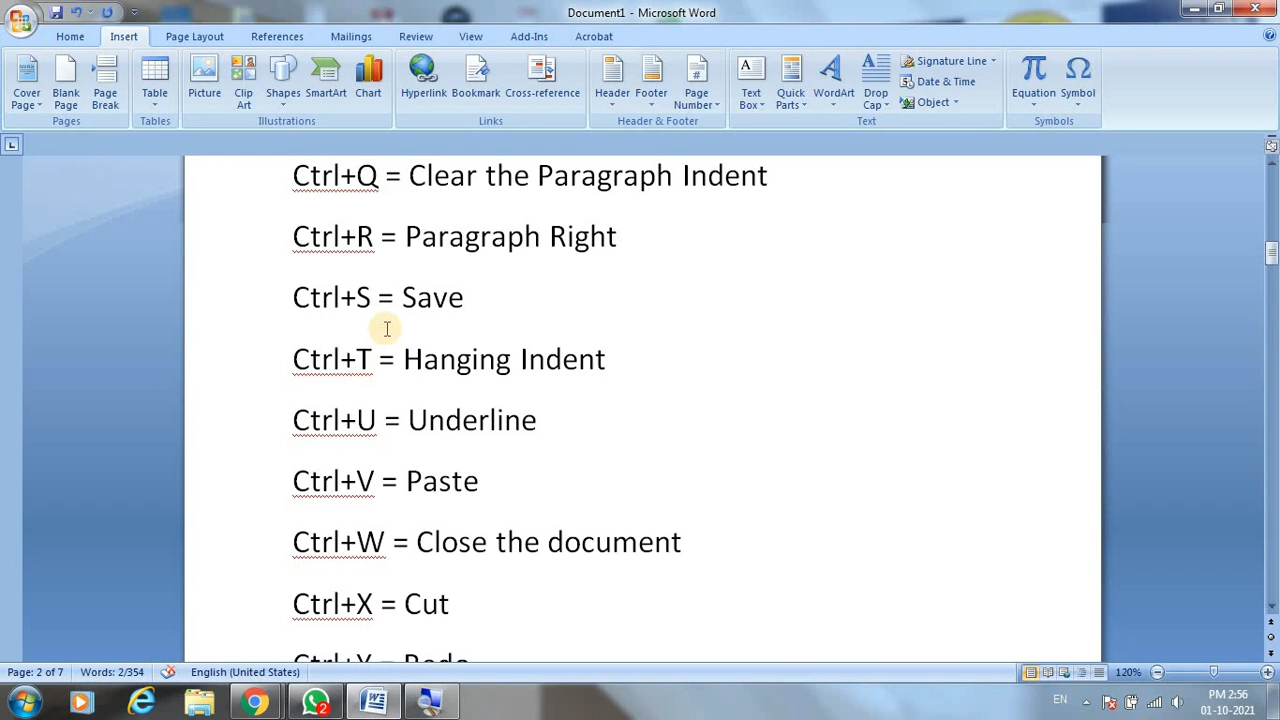 Document1 - Microsoft Word
Home Insert Page Layout References Mailings Review View Add-Ins Acrobat
Cover Page Blank Page Page Break Table Picture Clip Art Shapes SmartArt Chart Hyperlink Bookmark Cross-reference Header Footer Page Number Text Box Quick Parts WordArt Drop Cap Signature Line Equation Symbol
Date & Time
Object
Pages Tables Illustrations Links Header & Footer Text Symbols
Ctrl+Q = Clear the Paragraph Indent
Ctrl+R = Paragraph Right
Ctrl+S = Save
Ctrl+T = Hanging Indent
Ctrl+U = Underline
Ctrl+V = Paste
Ctrl+W = Close the document
Ctrl+X = Cut
Ctrl+Y = Redo
Page: 2 of 7 Words: 2/354 English (United States) 120%
2 EN PM 2:56
01-10-2021